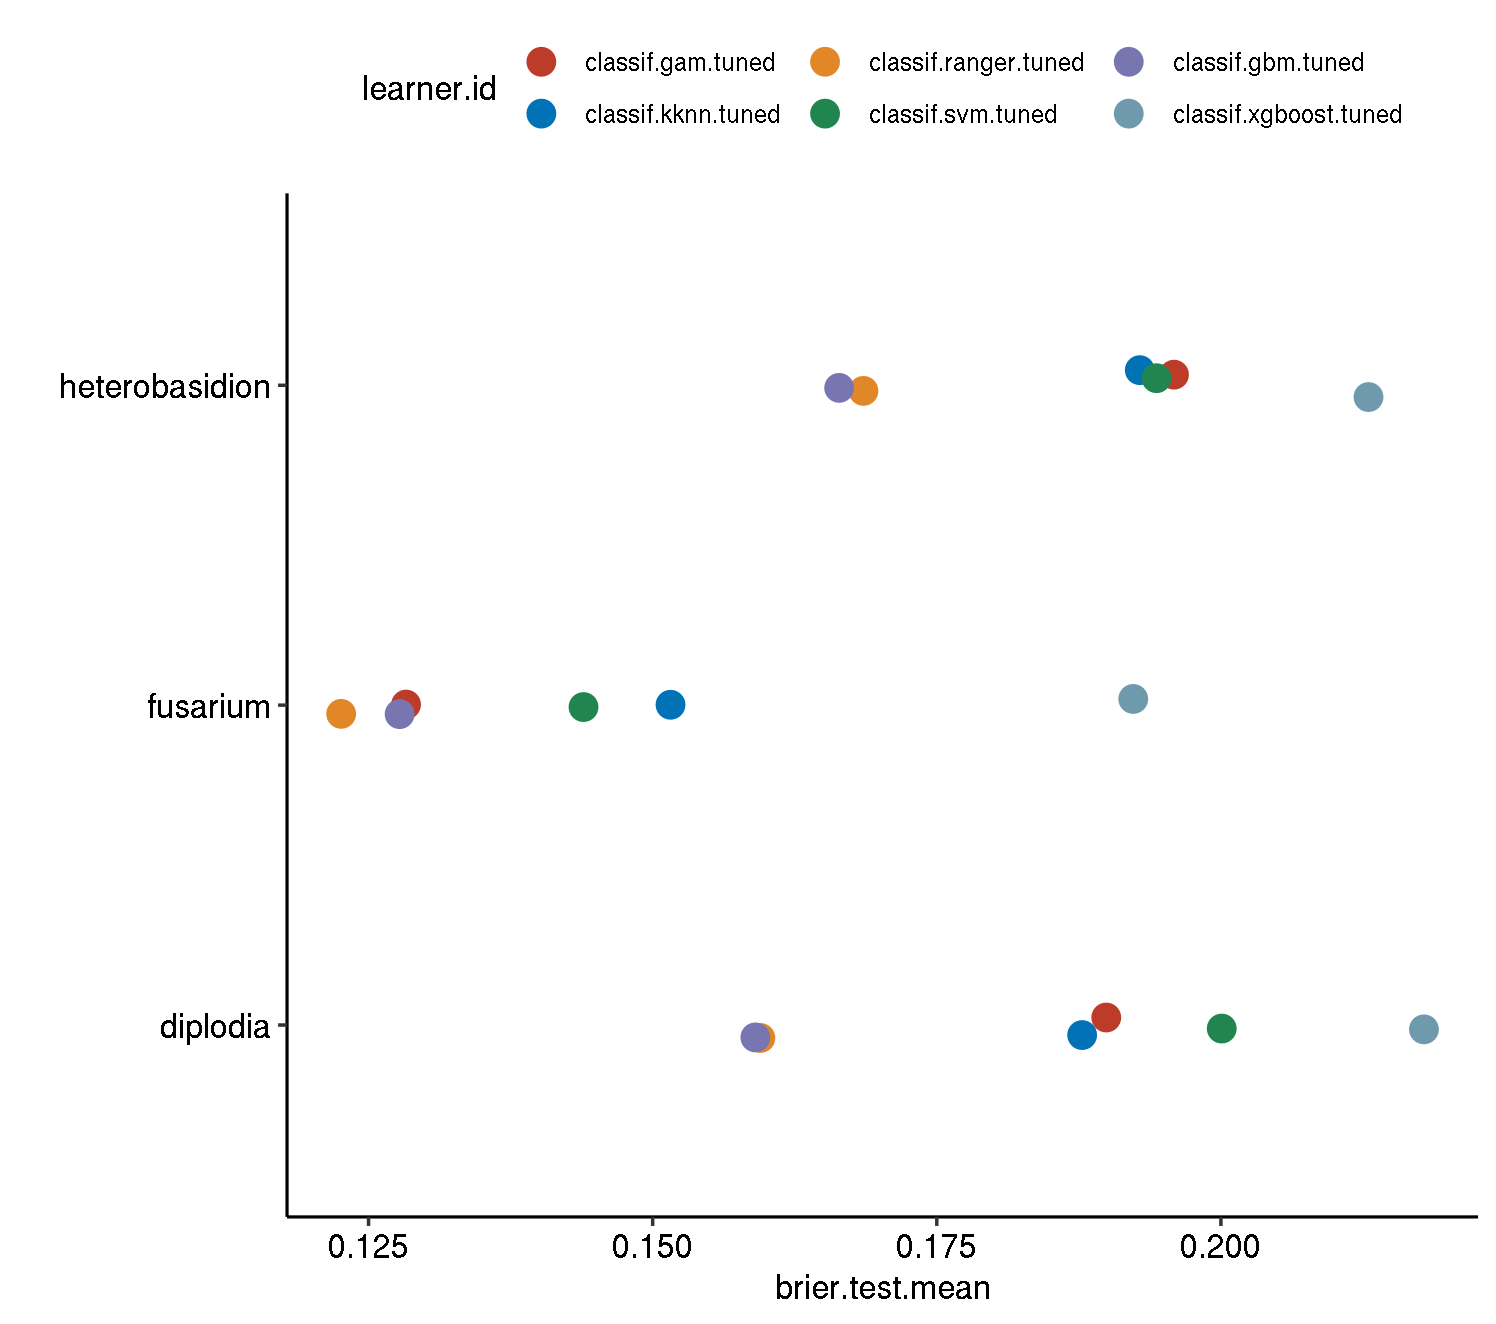 learner.id
classif.gam.tuned classif.ranger.tuned classif.gbm.tuned
classif.kknn.tuned classif.svm.tuned classif.xgboost.tuned
heterobasidion
fusarium
diplodia
0.125 0.150 0.175 0.200
brier.test.mean